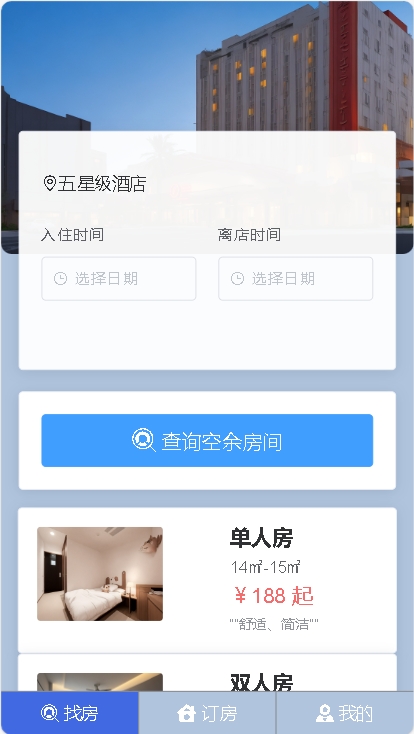 五星级酒店
入住时间 离店时间
选择日期 选择日期
查询空余房间
单人房
14㎡-15㎡
￥188 起
""舒适、简洁""
双人房
找房 订房 我的